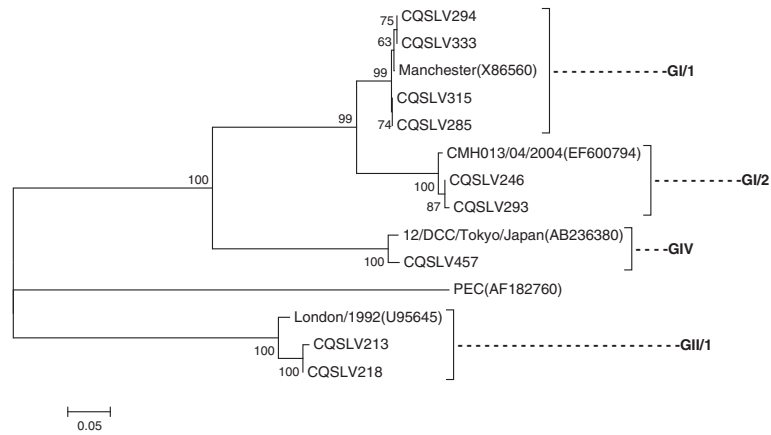 75 CQSLV294
63 CQSLV333
99 Manchester(X86560) GI/1
CQSLV315
99
74 CQSLV285
CMH013/04/2004(EF600794)
100 CQSLV246 GI/2
100
87 CQSLV293
12/DCC/Tokyo/Japan(AB236380)
GIV
100 CQSLV457
PEC(AF182760)
London/1992(U95645)
100 CQSLV213 GII/1
100 CQSLV218
0.05